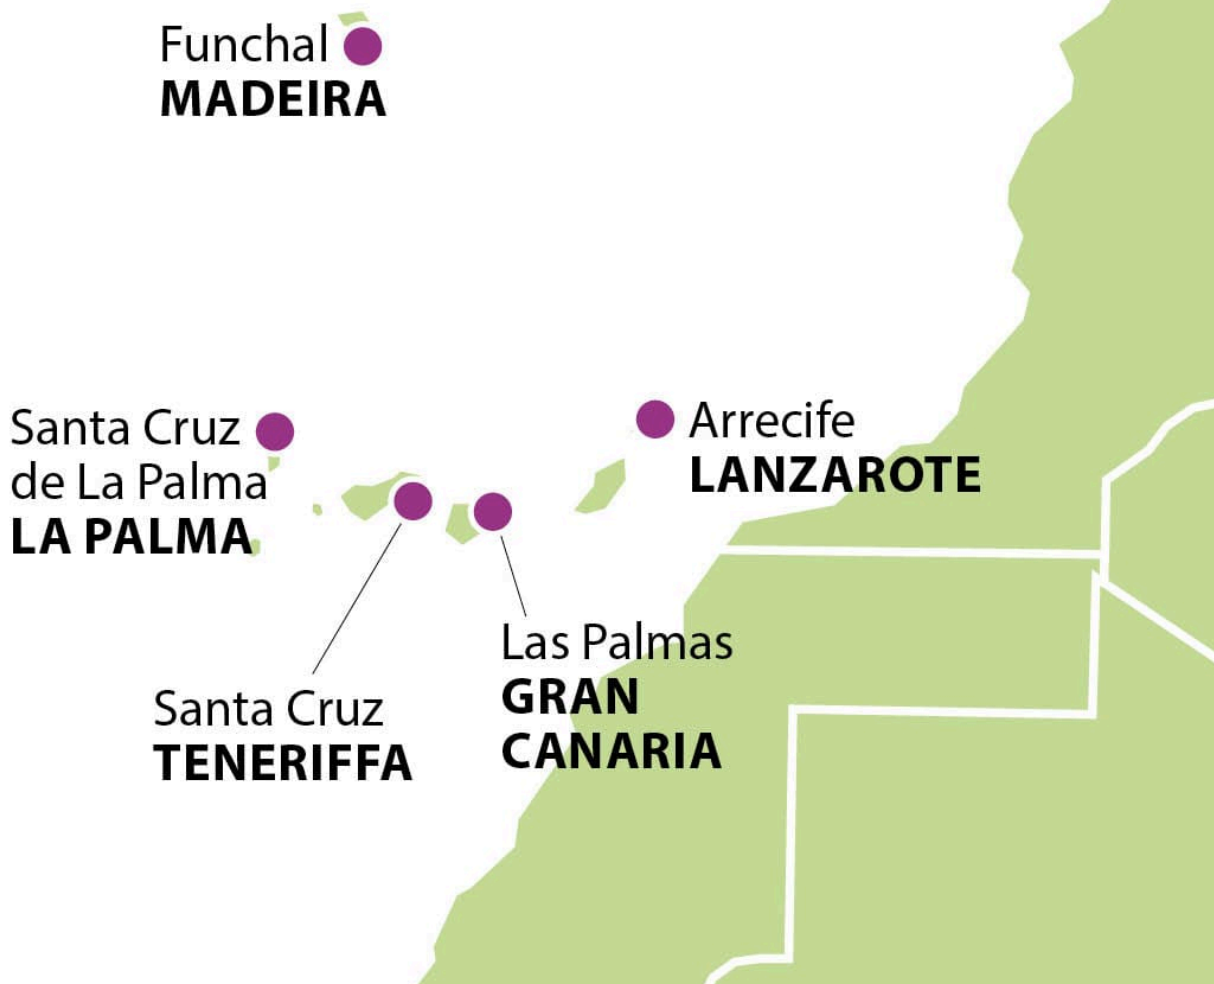 Funchal
MADEIRA
Santa Cruz
de La Palma
LA PALMA
Arrecife
LANZAROTE
Santa Cruz
TENERIFFA
Las Palmas
GRAN
CANARIA